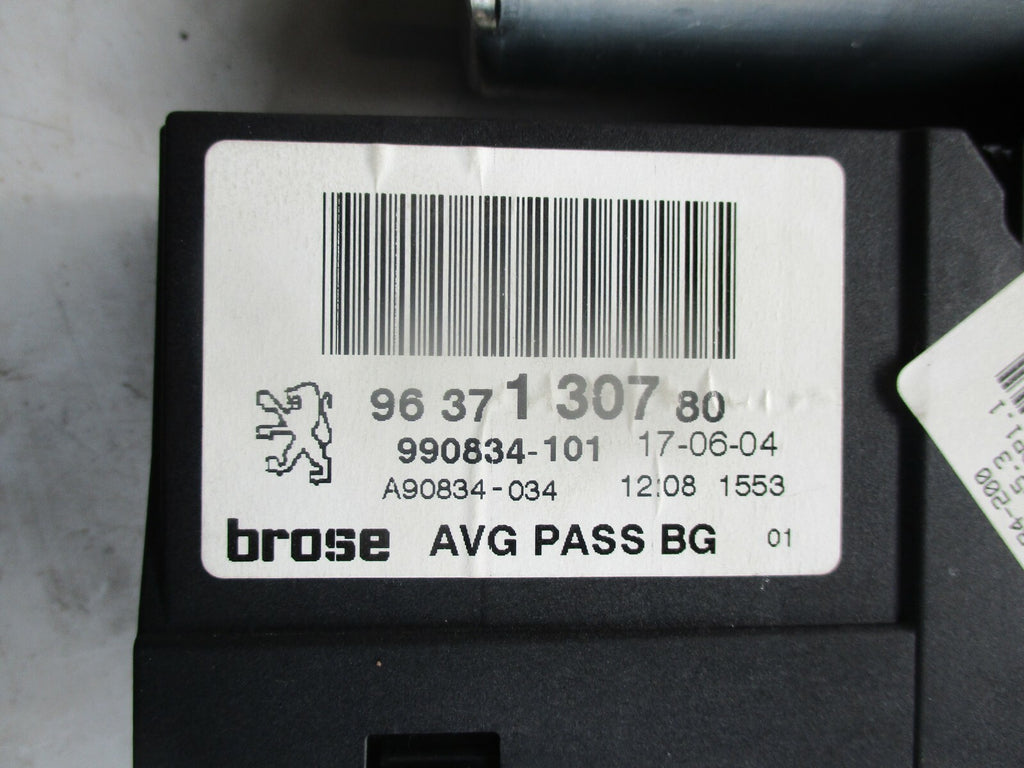 96 37 1 307 80
990834-101 17-06-04
A90834-034 12:08 1553
brose AVG PASS BG 01